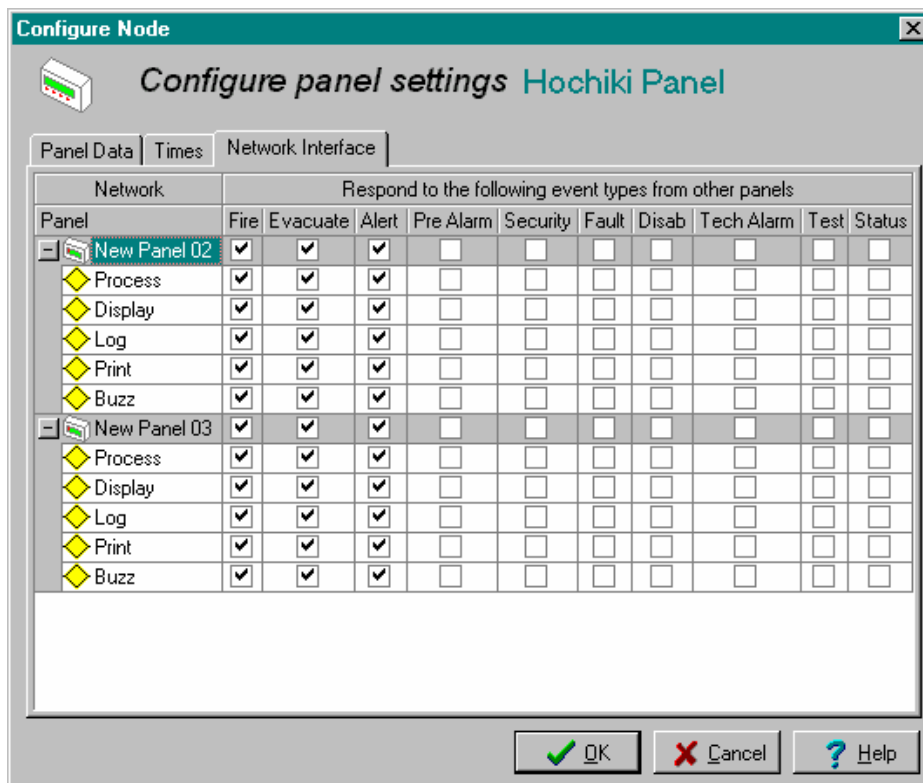 Configure Node
Configure panel settings Hochiki Panel
Panel Data Times Network Interface
Network Respond to the following event types from other panels
Panel Fire Evacuate Alert Pre Alarm Security Fault Disab Tech Alarm Test Status
New Panel 02
Process
Display
Log
Print
Buzz
New Panel 03
Process
Display
Log
Print
Buzz
OK Cancel Help